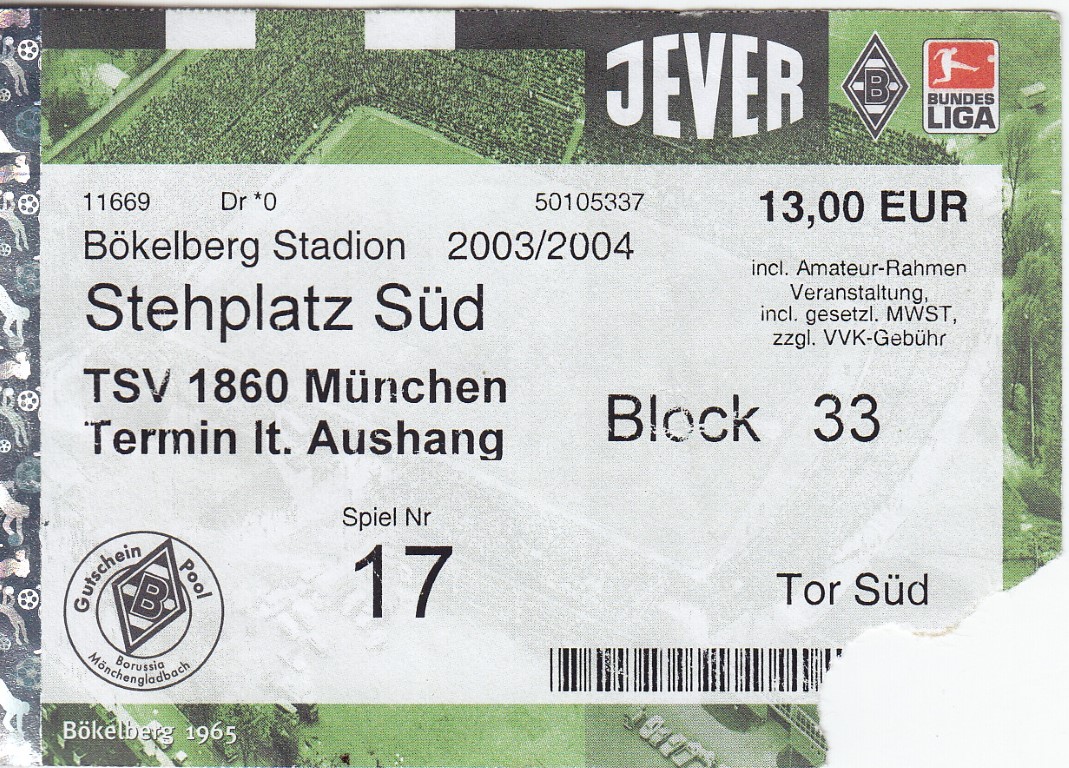 JEVER
B
BUNDES
LIGA
11669 Dr *0 50105337
13,00 EUR
Bökelberg Stadion 2003/2004
incl. Amateur-Rahmen
Veranstaltung,
incl. gesetzl. MWST,
zzgl. VVK-Gebühr
Stehplatz Süd
TSV 1860 München
Termin lt. Aushang
Block 33
Spiel Nr
17
Tor Süd
Gutschein Pool
B
Borussia
Mönchengladbach
Bökelberg 1965